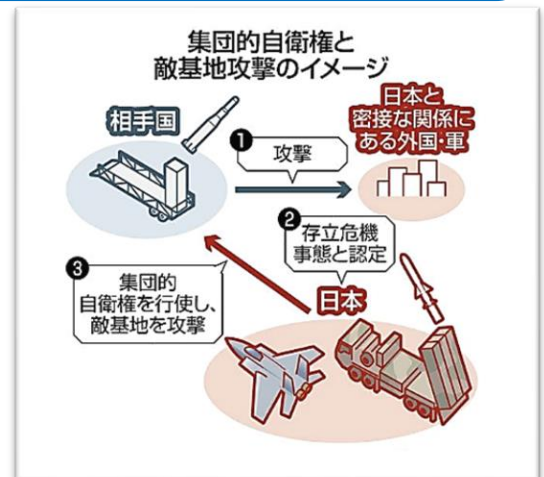 集団的自衛権と
敵基地攻撃のイメージ
相手国
日本と
密接な関係に
ある外国・軍
❶
攻撃
❷
存立危機
事態と認定
❸
集団的
自衛権を行使し、
敵基地を攻撃
日本